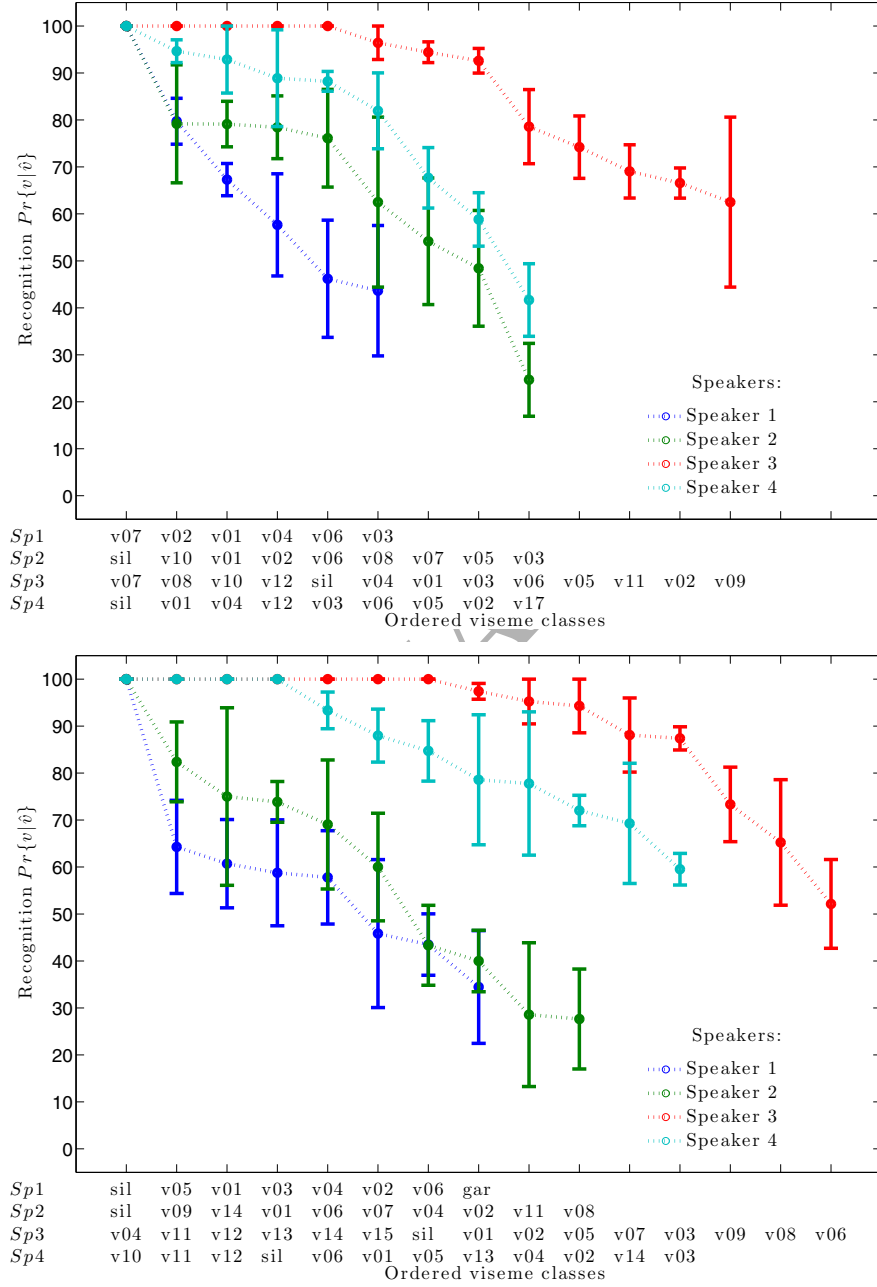 100
90
80
70
60
50
40
30
20
10
0
Recognition Pr{v|v̂}
Speakers:
Speaker 1
Speaker 2
Speaker 3
Speaker 4
Sp1 v07 v02 v01 v04 v06 v03
Sp2 sil v10 v01 v02 v06 v08 v07 v05 v03
Sp3 v07 v08 v10 v12 sil v04 v01 v03 v06 v05 v11 v02 v09
Sp4 sil v01 v04 v12 v03 v06 v05 v02 v17
Ordered viseme classes
100
90
80
70
60
50
40
30
20
10
0
Recognition Pr{v|v̂}
Speakers:
Speaker 1
Speaker 2
Speaker 3
Speaker 4
Sp1 sil v05 v01 v03 v04 v02 v06 gar
Sp2 sil v09 v14 v01 v06 v07 v04 v02 v11 v08
Sp3 v04 v11 v12 v13 v14 v15 sil v01 v02 v05 v07 v03 v09 v08 v06
Sp4 v10 v11 v12 sil v06 v01 v05 v13 v04 v02 v14 v03
Ordered viseme classes